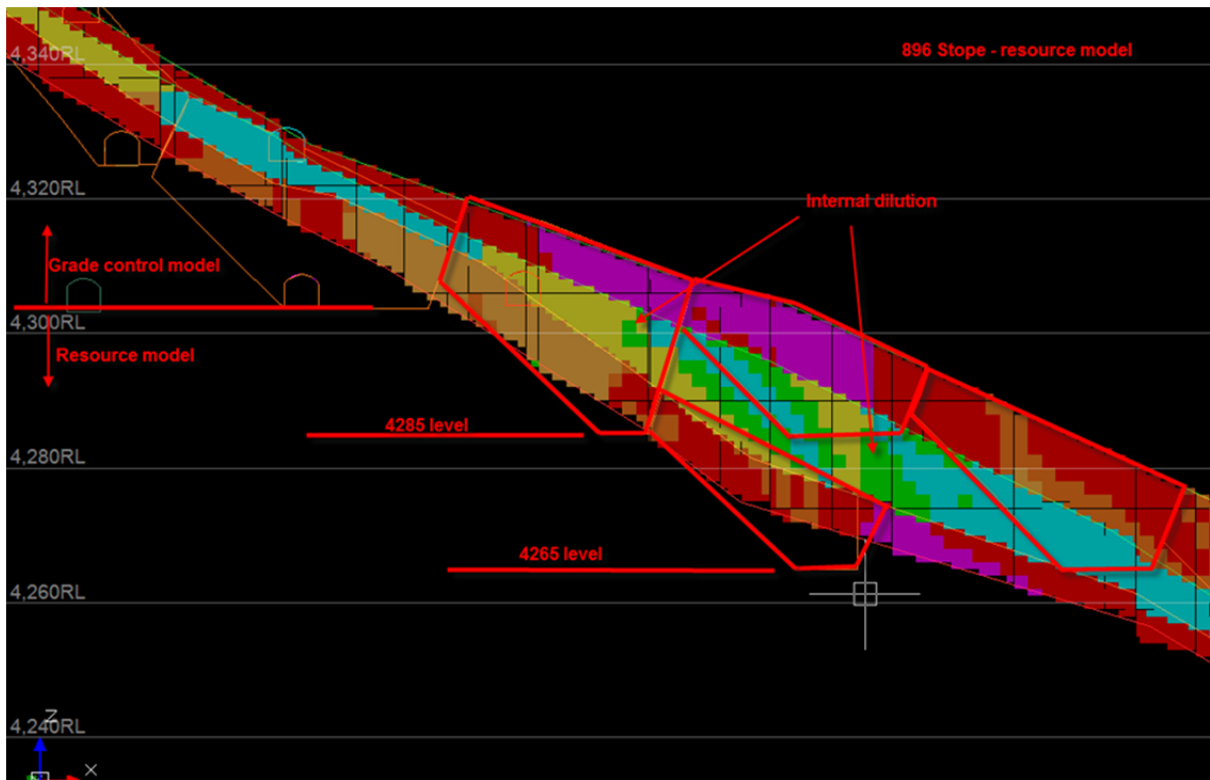 4,340RL
896 Stope - resource model
4,320RL
Internal dilution
Grade control model
4,300RL
Resource model
4285 level
4,280RL
4265 level
4,260RL
4,240RL
Z
X